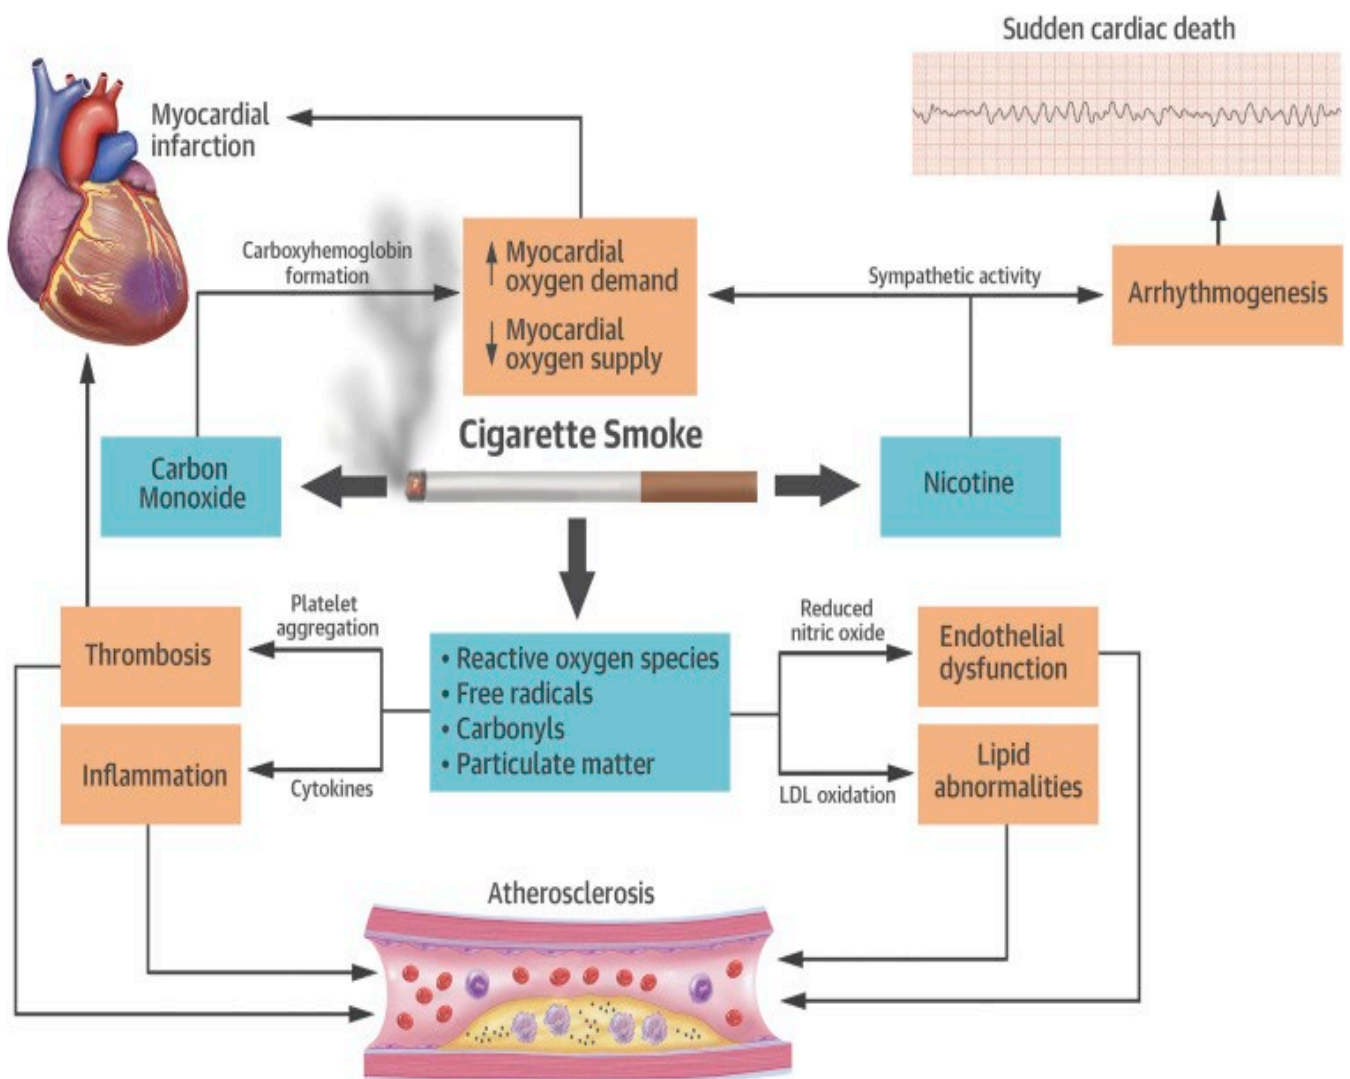 Sudden cardiac death
Myocardial
infarction
Carboxyhemoglobin
formation
↑ Myocardial
oxygen demand
↓ Myocardial
oxygen supply
Sympathetic activity
Arrhythmogenesis
Cigarette Smoke
Carbon
Monoxide
Nicotine
Thrombosis
Platelet
aggregation
Inflammation
Cytokines
• Reactive oxygen species
• Free radicals
• Carbonyls
• Particulate matter
Reduced
nitric oxide
Endothelial
dysfunction
LDL oxidation
Lipid
abnormalities
Atherosclerosis